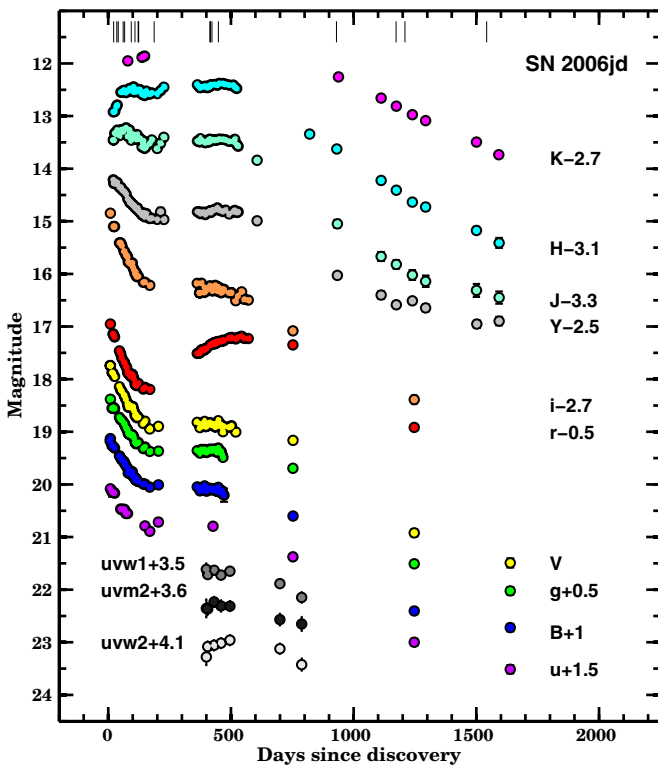 SN 2006jd
12
13
14
15
16
17
18
19
20
21
22
23
24
Magnitude
K−2.7
H−3.1
J−3.3
Y−2.5
i−2.7
r−0.5
V
g+0.5
B+1
u+1.5
uvw1+3.5
uvm2+3.6
uvw2+4.1
0 500 1000 1500 2000
Days since discovery